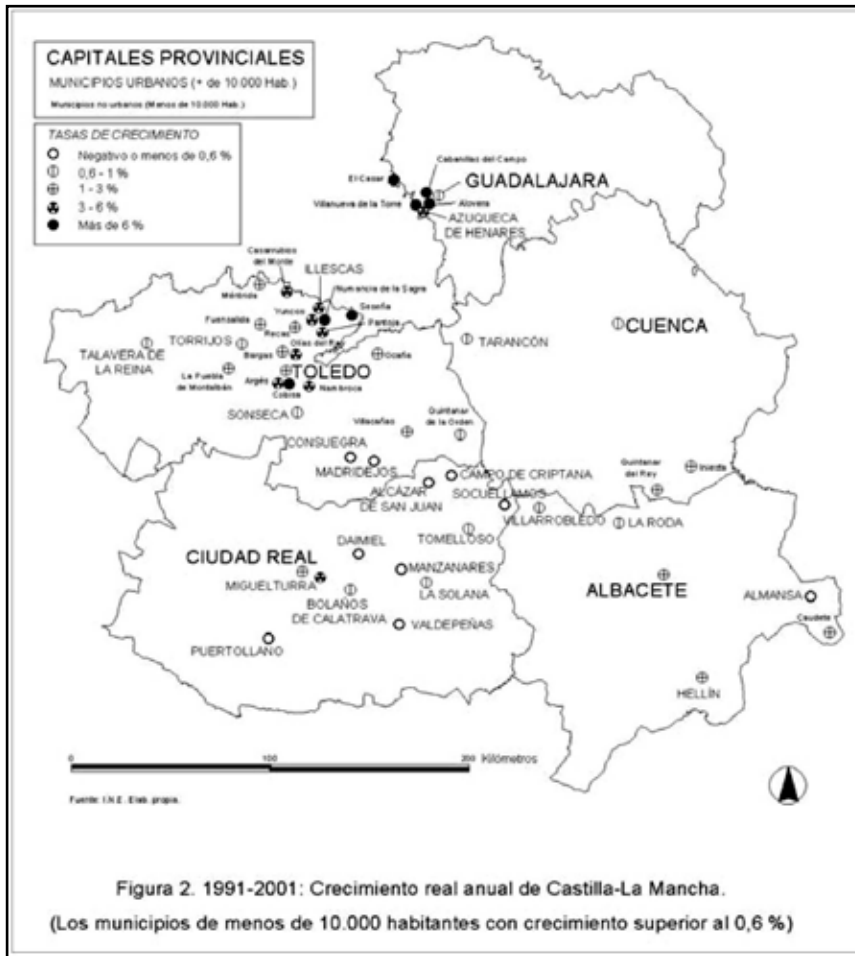 CAPITALES PROVINCIALES
MUNICIPIOS URBANOS (+ de 10.000 Hab.)
Municipios no urbanos (Menos de 10.000 Hab.)
TASAS DE CRECIMIENTO
Negativo o menos de 0,6 %
0,6 - 1 %
1 - 3 %
3 - 6 %
Más de 6 %
Cabanillas del Campo
El Casar
GUADALAJARA
Villanueva de la Torre
Alovera
AZUQUECA
DE HENARES
Casarrubios
del Monte
ILLESCAS
Méntrida
Numancia de la Sagra
Yuncos
Seseña
Fuensalida
Recas
Pantoja
CUENCA
TORRIJOS
Olías del Rey
TARANCÓN
TALAVERA DE
LA REINA
Bargas
Ocaña
TOLEDO
La Puebla
de Montalbán
Argés
Cobisa
Nambroca
SONSECA
Villacañas
Quintanar
de la Orden
CONSUEGRA
MADRIDEJOS
CAMPO DE CRIPTANA
Quintanar
del Rey
Iniesta
ALCÁZAR
DE SAN JUAN
SOCUELLAMOS
VILLARROBLEDO
LA RODA
TOMELLOSO
DAIMIEL
CIUDAD REAL
MANZANARES
MIGUELTURRA
LA SOLANA
ALBACETE
ALMANSA
BOLAÑOS
DE CALATRAVA
VALDEPEÑAS
Caudete
PUERTOLLANO
HELLÍN
0 100 200 Kilómetros
Fuente: I.N.E. Elab. propia.
Figura 2. 1991-2001: Crecimiento real anual de Castilla-La Mancha.
(Los municipios de menos de 10.000 habitantes con crecimiento superior al 0,6 %)